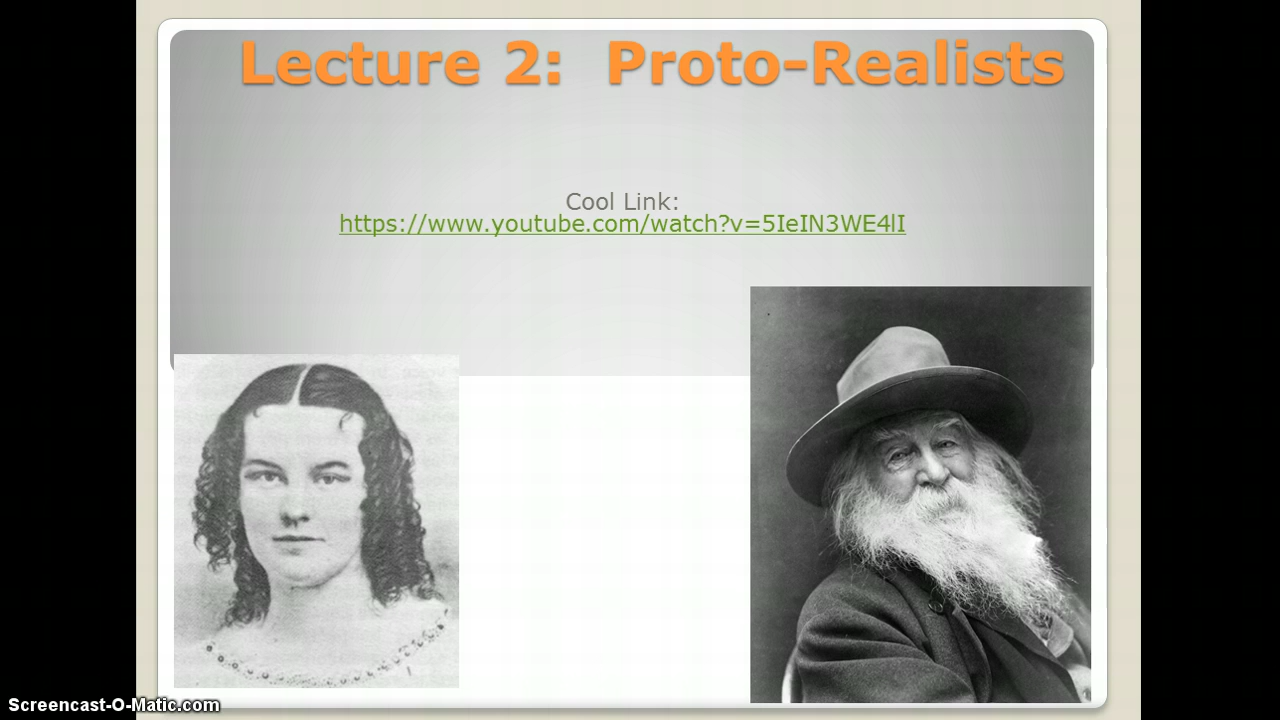 Lecture 2: Proto-Realists
Cool Link:
https://www.youtube.com/watch?v=5IeIN3WE4lI
Screencast-O-Matic.com